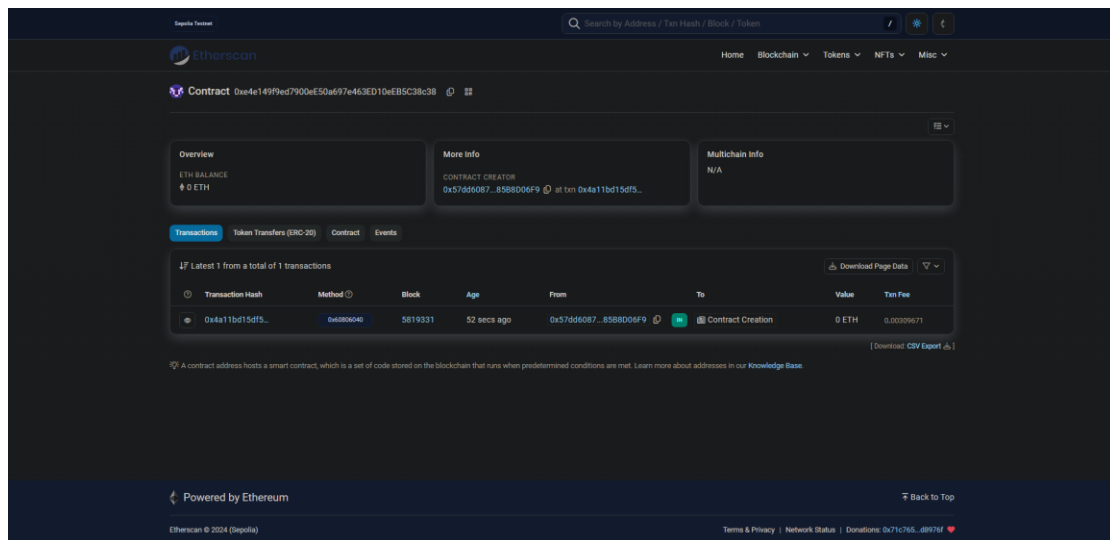 Sepolia Testnet
Search by Address / Txn Hash / Block / Token
/
Etherscan
Home Blockchain Tokens NFTs Misc
Contract 0xe4e149f9ed7900eE50a697e463ED10eEB5C38c38
Overview
ETH BALANCE
0 ETH
More Info
CONTRACT CREATOR
0x57dd6087...85B8D06F9 at txn 0x4a11bd15df5...
Multichain Info
N/A
Transactions Token Transfers (ERC-20) Contract Events
Latest 1 from a total of 1 transactions
Download Page Data
Transaction Hash Method Block Age From To Value Txn Fee
0x4a11bd15df5... 0x60806040 5819331 52 secs ago 0x57dd6087...85B8D06F9 IN Contract Creation 0 ETH 0.00309671
[ Download: CSV Export ]
A contract address hosts a smart contract, which is a set of code stored on the blockchain that runs when predetermined conditions are met. Learn more about addresses in our Knowledge Base.
Powered by Ethereum
Back to Top
Etherscan © 2024 (Sepolia)
Terms & Privacy | Network Status | Donations: 0x71c765...d8976f